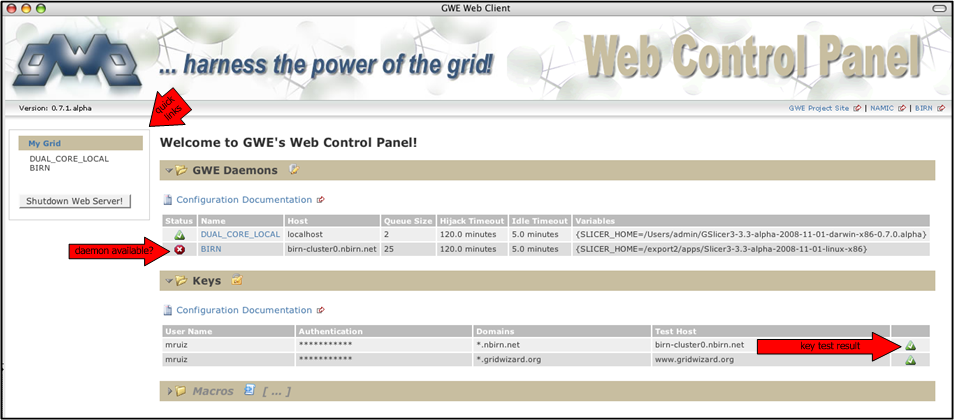 GWE Web Client
gwe ... harness the power of the grid! Web Control Panel
Version: 0.7.1.alpha
GWE Project Site | NAMIC | BIRN
quick links
My Grid
DUAL_CORE_LOCAL
BIRN
Shutdown Web Server!
Welcome to GWE's Web Control Panel!
GWE Daemons
Configuration Documentation
Status Name Host Queue Size Hijack Timeout Idle Timeout Variables
DUAL_CORE_LOCAL localhost 2 120.0 minutes 5.0 minutes {SLICER_HOME=/Users/admin/GSlicer3-3.3-alpha-2008-11-01-darwin-x86-0.7.0.alpha}
daemon available?
BIRN birn-cluster0.nbirn.net 25 120.0 minutes 5.0 minutes {SLICER_HOME=/export2/apps/Slicer3-3.3-alpha-2008-11-01-linux-x86}
Keys
Configuration Documentation
User Name Authentication Domains Test Host
mruiz *********** *.nbirn.net birn-cluster0.nbirn.net
key test result
mruiz *********** *.gridwizard.org www.gridwizard.org
Macros [ ... ]